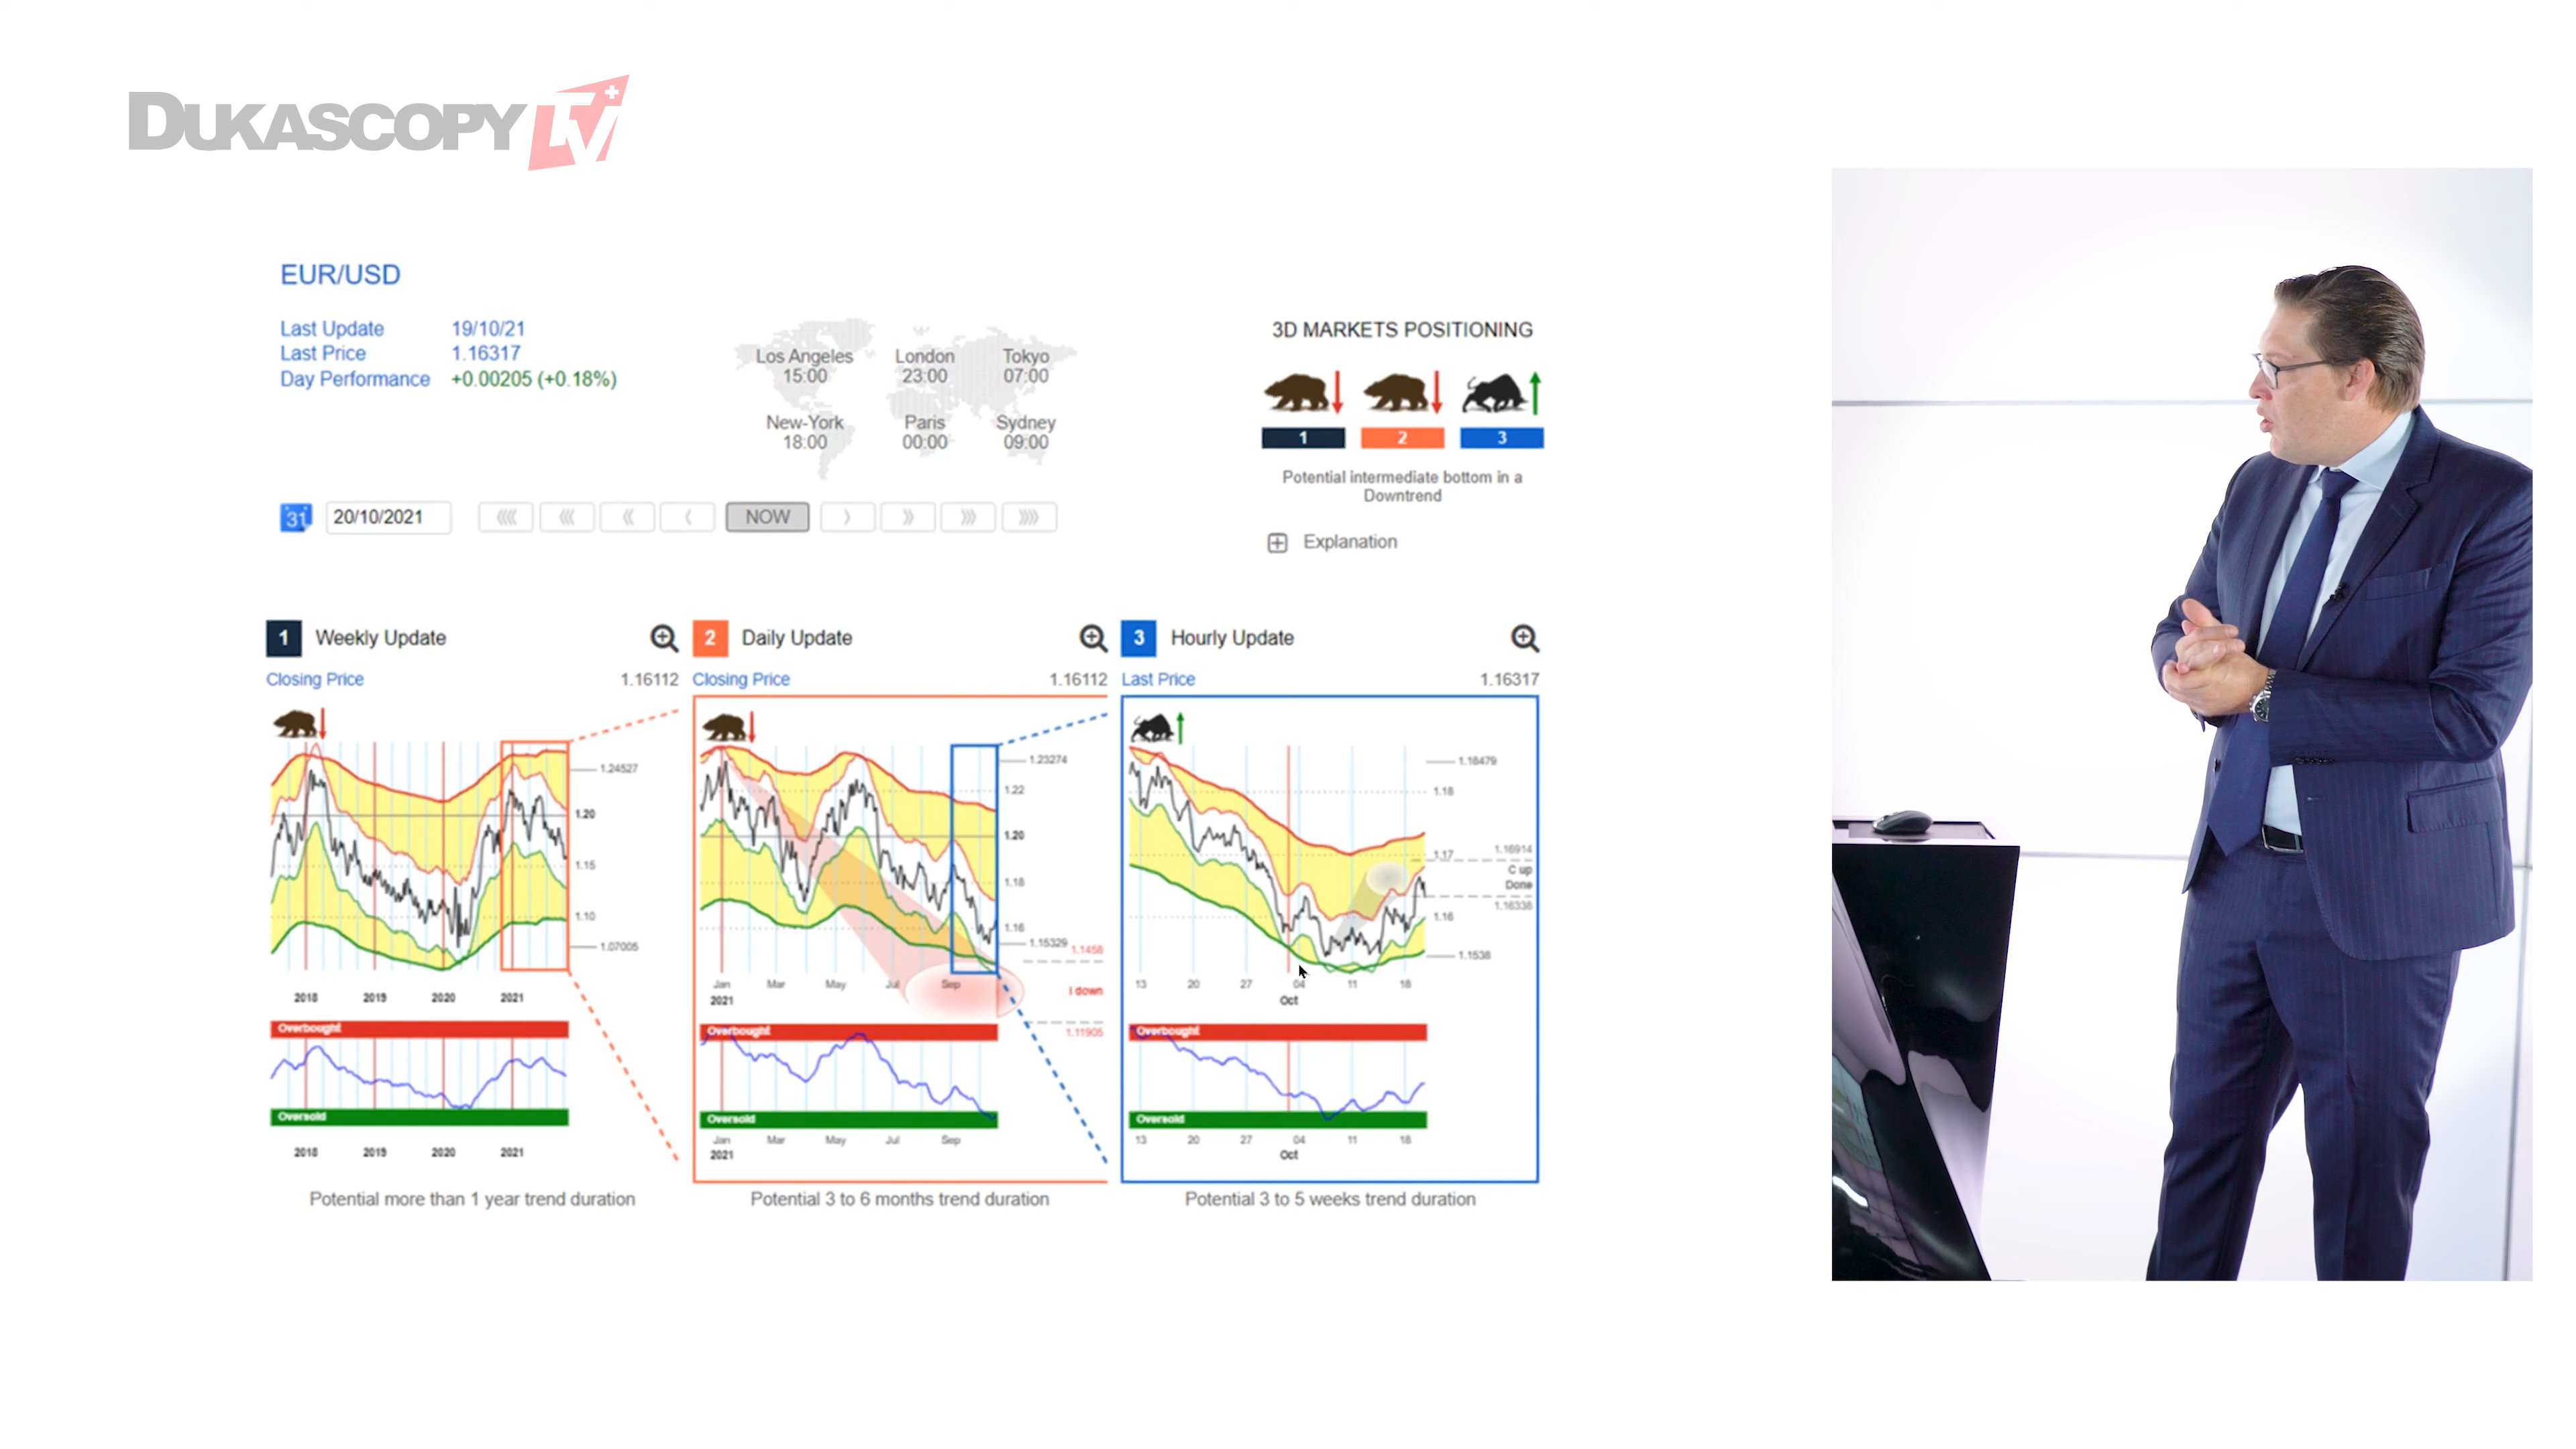 DUKASCOPY TV
EUR/USD
Last Update 19/10/21
Last Price 1.16317
Day Performance +0.00205 (+0.18%)
Los Angeles London Tokyo
15:00 23:00 07:00
New-York Paris Sydney
18:00 00:00 09:00
3D MARKETS POSITIONING
1 2 3
Potential intermediate bottom in a
Downtrend
Explanation
31 20/10/2021 NOW
1 Weekly Update
Closing Price 1.16112
1.24527
1.20
1.15
1.10
1.07005
2018 2019 2020 2021
Overbought
Oversold
2018 2019 2020 2021
Potential more than 1 year trend duration
2 Daily Update
Closing Price 1.16112
1.23274
1.22
1.20
1.18
1.16
1.15329
1.1458
I down
1.11905
Jan Mar May Jul Sep
2021
Overbought
Oversold
Jan Mar May Jul Sep
2021
Potential 3 to 6 months trend duration
3 Hourly Update
Last Price 1.16317
1.18479
1.18
1.17
1.16914
C up
Done
1.16338
1.16
1.1538
13 20 27 04 11 18
Oct
Overbought
Oversold
13 20 27 04 11 18
Oct
Potential 3 to 5 weeks trend duration